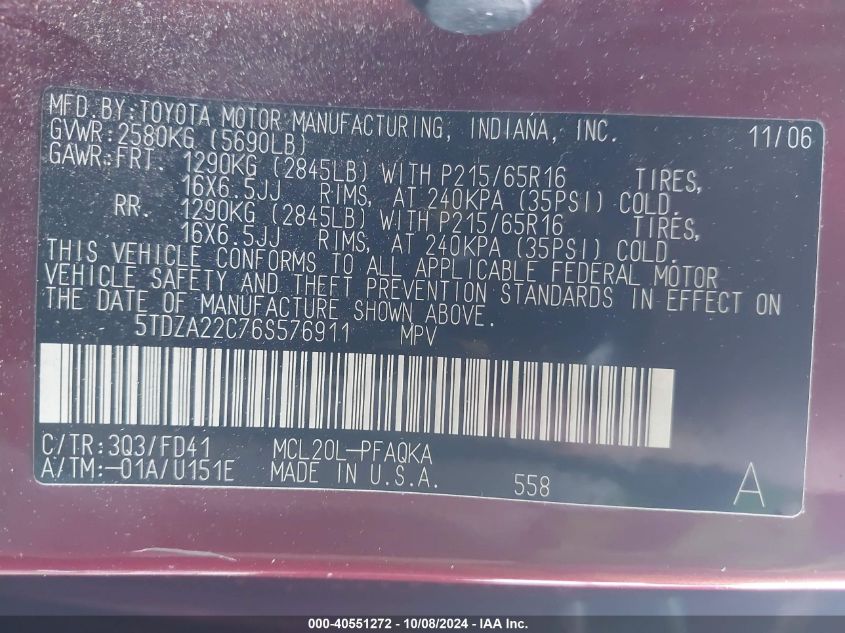 MFD.BY:TOYOTA MOTOR MANUFACTURING, INDIANA, INC. 11/06
GVWR:2580KG (5690LB)
GAWR:FRT. 1290KG (2845LB) WITH P215/65R16 TIRES,
16X6.5JJ RIMS, AT 240KPA (35PSI) COLD.
RR. 1290KG (2845LB) WITH P215/65R16 TIRES,
16X6.5JJ RIMS, AT 240KPA (35PSI) COLD.
THIS VEHICLE CONFORMS TO ALL APPLICABLE FEDERAL MOTOR
VEHICLE SAFETY AND THEFT PREVENTION STANDARDS IN EFFECT ON
THE DATE OF MANUFACTURE SHOWN ABOVE.
5TDZA22C76S576911 MPV
C/TR:3Q3/FD41 MCL20L-PFAQKA
A/TM:-01A/U151E MADE IN U.S.A. 558 A
000-40551272 - 10/08/2024 - IAA Inc.